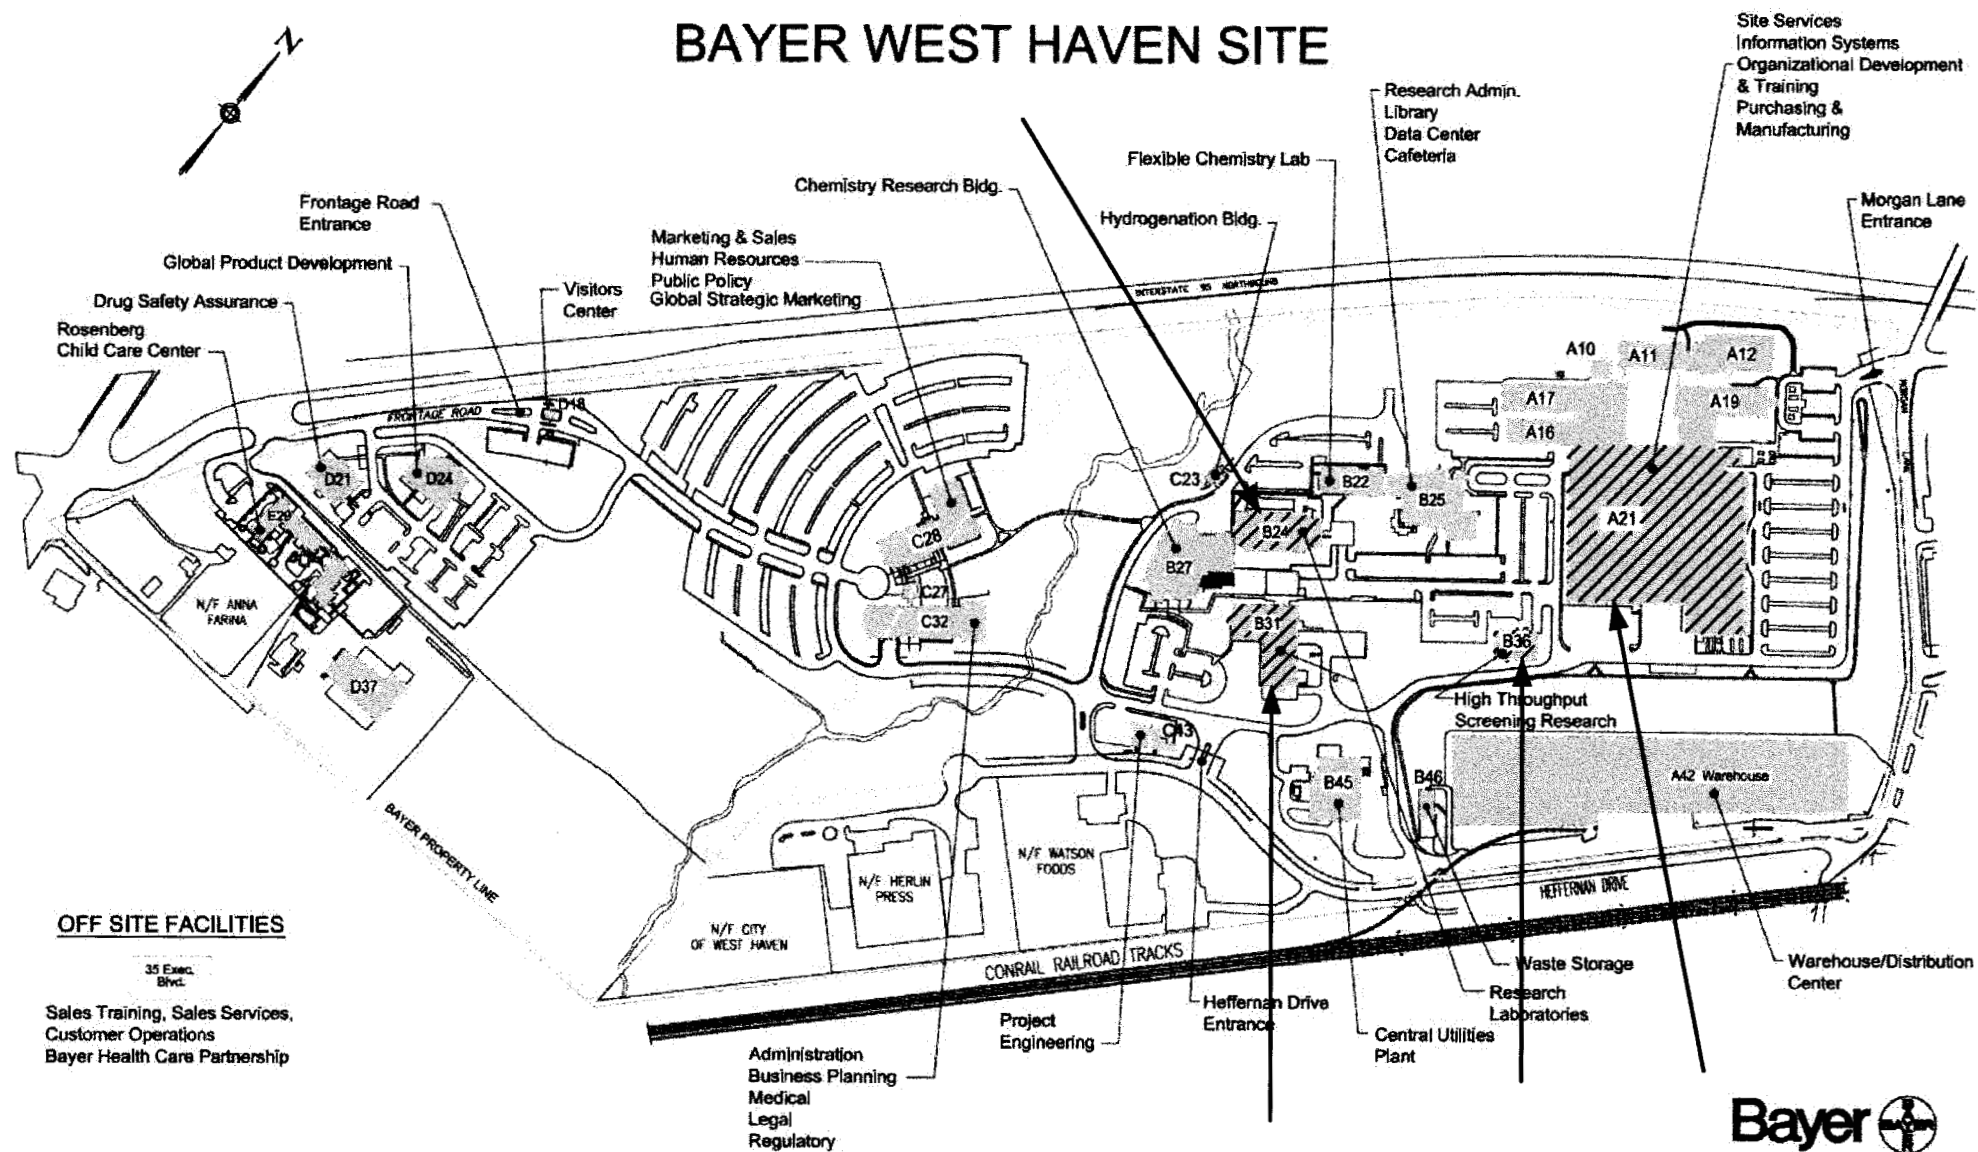 BAYER WEST HAVEN SITE
N
Site Services
Information Systems
Organizational Development
& Training
Purchasing &
Manufacturing
Research Admin.
Library
Data Center
Cafeteria
Flexible Chemistry Lab
Chemistry Research Bldg.
Hydrogenation Bldg.
Morgan Lane
Entrance
Frontage Road
Entrance
Marketing & Sales
Human Resources
Public Policy
Global Strategic Marketing
Global Product Development
Visitors
Center
Drug Safety Assurance
Rosenberg
Child Care Center
INTERSTATE 95 NORTHBOUND
FRONTAGE ROAD
D18
A10
A11
A12
A17
A19
A16
MORGAN
LANE
D21
D24
E29
C23
B22
B25
B24
A21
C28
B27
C27
C32
B31
B36
N/F ANNA
FARINA
D37
High Throughput
Screening Research
C43
B45
B46
A42 Warehouse
BAYER PROPERTY LINE
N/F HERLIN
PRESS
N/F WATSON
FOODS
N/F CITY
OF WEST HAVEN
HEFFERNAN DRIVE
CONRAIL RAILROAD TRACKS
OFF SITE FACILITIES
35 Exec.
Blvd.
Sales Training, Sales Services,
Customer Operations
Bayer Health Care Partnership
Waste Storage
Research
Laboratories
Warehouse/Distribution
Center
Heffernan Drive
Entrance
Project
Engineering
Central Utilities
Plant
Administration
Business Planning
Medical
Legal
Regulatory
Bayer
BAYER